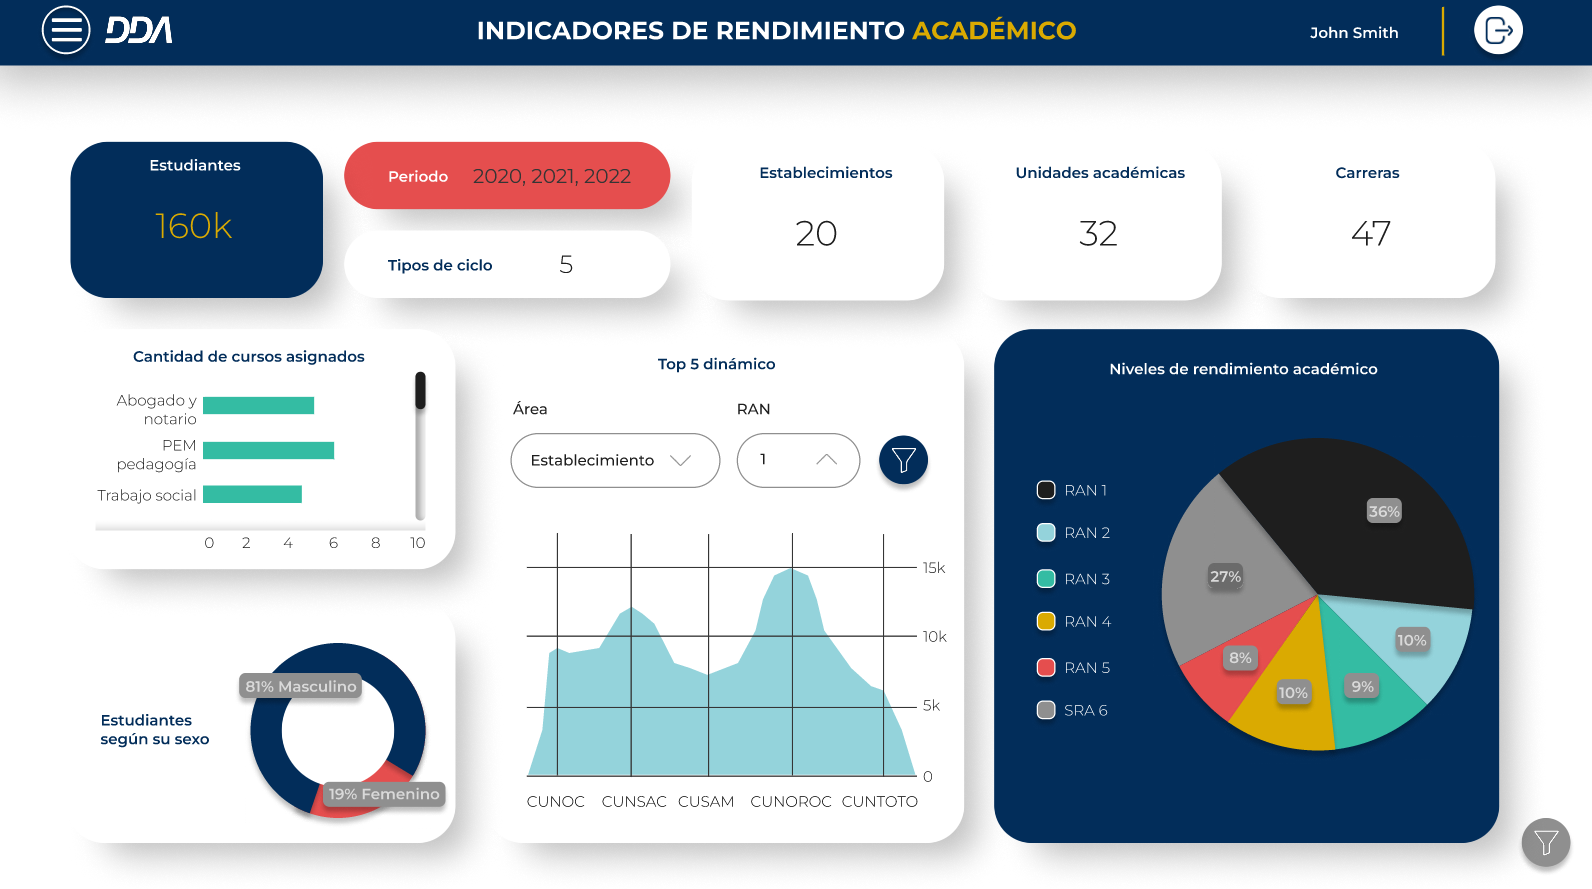 DDA
INDICADORES DE RENDIMIENTO ACADÉMICO
John Smith
Estudiantes
160k
Periodo 2020, 2021, 2022
Tipos de ciclo 5
Establecimientos
20
Unidades académicas
32
Carreras
47
Cantidad de cursos asignados
Abogado y
notario
PEM
pedagogía
Trabajo social
0 2 4 6 8 10
Estudiantes
según su sexo
81% Masculino
19% Femenino
Top 5 dinámico
Área RAN
Establecimiento 1
15k
10k
5k
0
CUNOC CUNSAC CUSAM CUNOROC CUNTOTO
Niveles de rendimiento académico
RAN 1
RAN 2
RAN 3
RAN 4
RAN 5
SRA 6
36%
27%
10%
8%
9%
10%